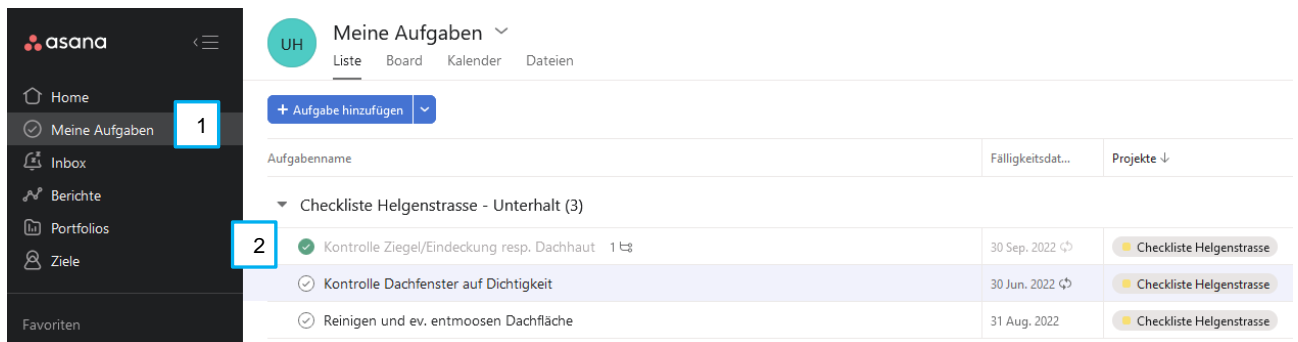 asana
Home
Meine Aufgaben
1
Inbox
Berichte
Portfolios
Ziele
Favoriten
UH
Meine Aufgaben
Liste Board Kalender Dateien
+ Aufgabe hinzufügen
Aufgabenname Fälligkeitsdat... Projekte ↓
Checkliste Helgenstrasse - Unterhalt (3)
2
Kontrolle Ziegel/Eindeckung resp. Dachhaut 1 30 Sep. 2022 Checkliste Helgenstrasse
Kontrolle Dachfenster auf Dichtigkeit 30 Jun. 2022 Checkliste Helgenstrasse
Reinigen und ev. entmoosen Dachfläche 31 Aug. 2022 Checkliste Helgenstrasse